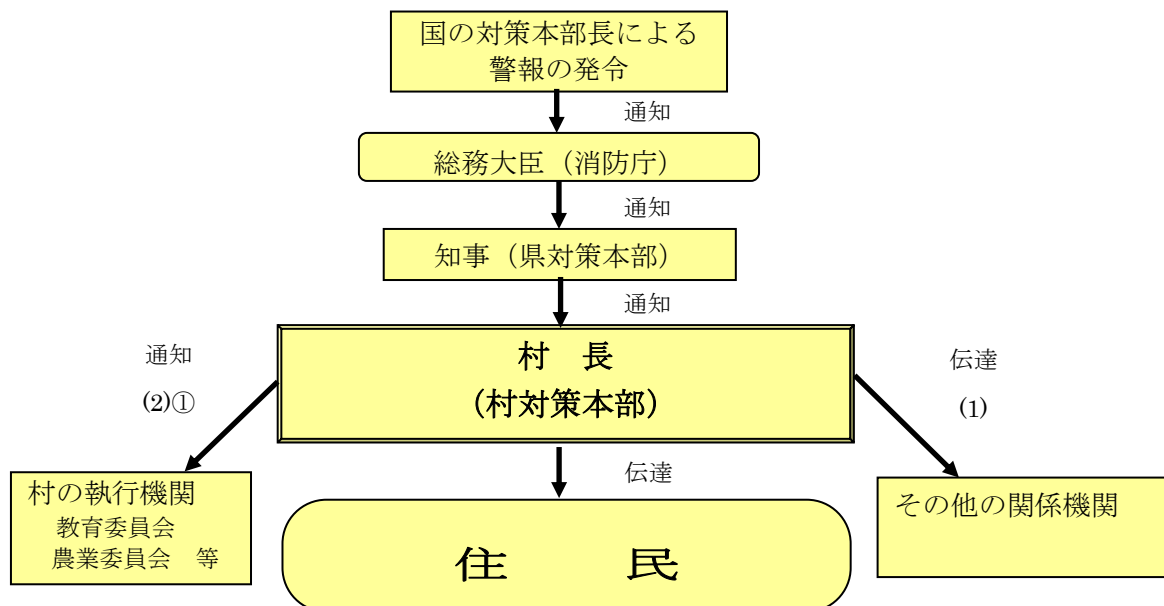 国の対策本部長による
警報の発令
通知
総務大臣（消防庁）
通知
知事（県対策本部）
通知
村　長
（村対策本部）
通知
(2)①
伝達
(1)
伝達
村の執行機関
教育委員会
農業委員会　等
住　　民
その他の関係機関